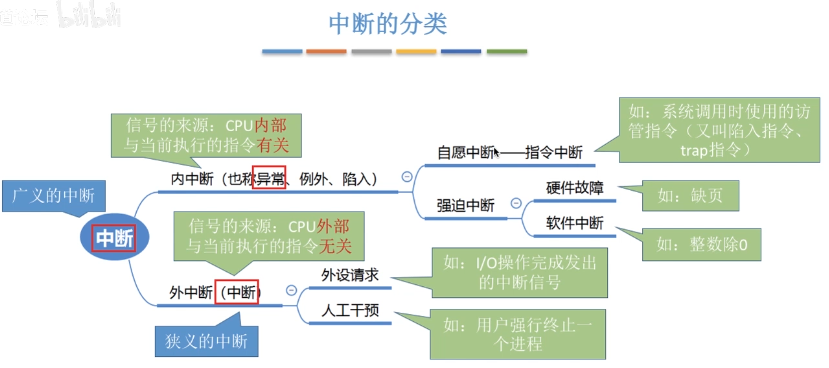 bilibili
中断的分类
信号的来源：CPU内部
与当前执行的指令有关
如：系统调用时使用的访
管指令（又叫陷入指令、
trap指令）
自愿中断——指令中断
内中断（也称异常、例外、陷入）
广义的中断
硬件故障
如：缺页
强迫中断
信号的来源：CPU外部
与当前执行的指令无关
软件中断
如：整数除0
中断
外设请求
如：I/O操作完成发出
的中断信号
外中断（中断）
人工干预
如：用户强行终止一
个进程
狭义的中断